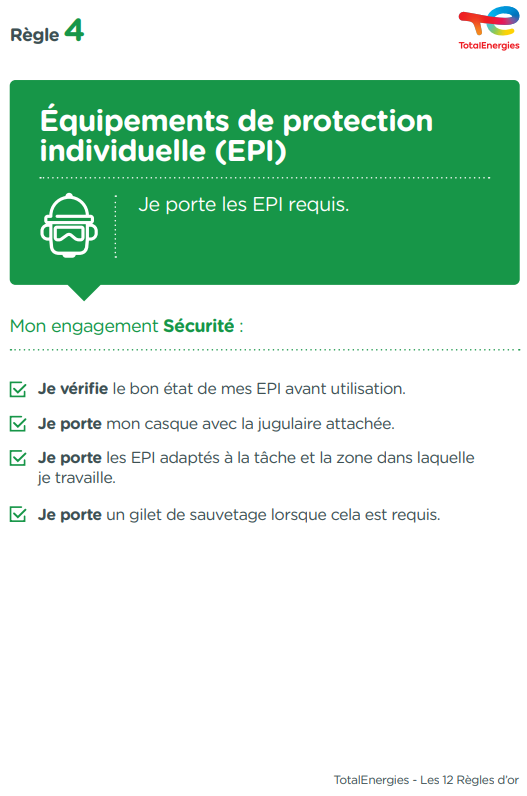 Règle 4
TotalEnergies
Équipements de protection
individuelle (EPI)
Je porte les EPI requis.
Mon engagement Sécurité :
Je vérifie le bon état de mes EPI avant utilisation.
Je porte mon casque avec la jugulaire attachée.
Je porte les EPI adaptés à la tâche et la zone dans laquelle
je travaille.
Je porte un gilet de sauvetage lorsque cela est requis.
TotalEnergies - Les 12 Règles d’or